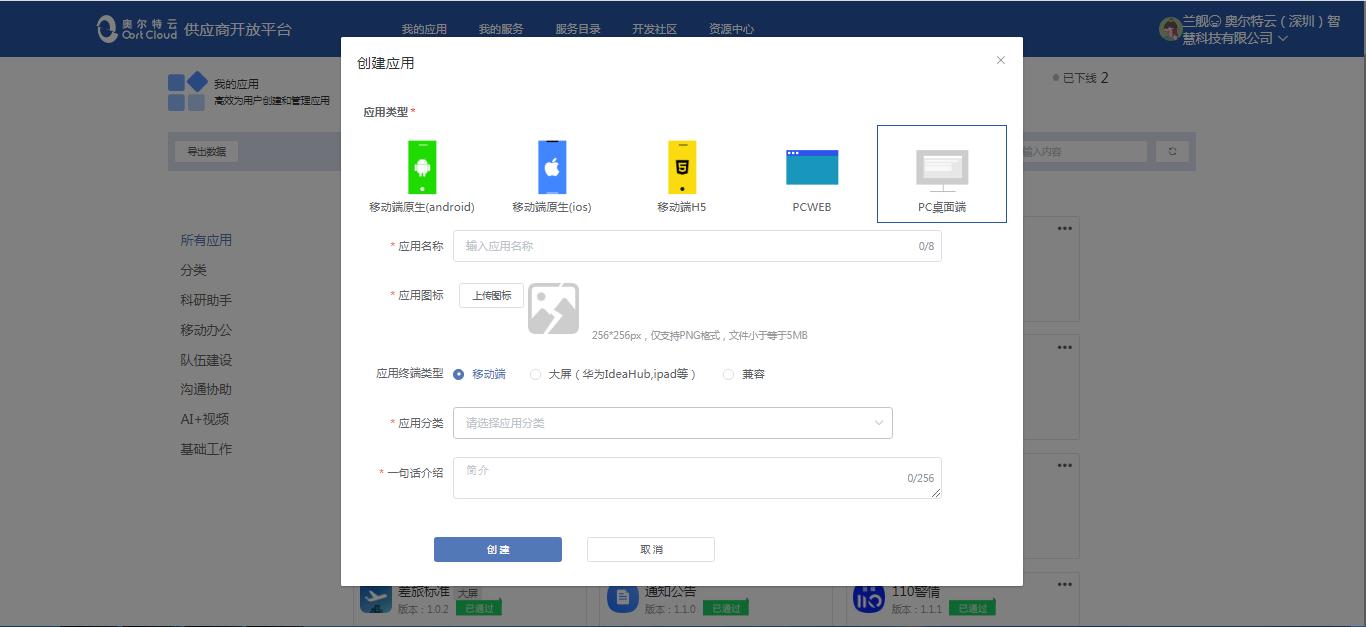 奥尔特云
Oort Cloud
供应商开放平台
我的应用
我的服务
服务目录
开发社区
资源中心
兰舰 奥尔特云（深圳）智
慧科技有限公司
我的应用
高效为用户创建和管理应用
已下线 2
导出数据
输入内容
所有应用
分类
科研助手
移动办公
队伍建设
沟通协助
AI+视频
基础工作
创建应用
应用类型 *
移动端原生(android)
移动端原生(ios)
移动端H5
PCWEB
PC桌面端
* 应用名称
输入应用名称
0/8
* 应用图标
上传图标
256*256px，仅支持PNG格式，文件小于等于5MB
应用终端类型
移动端
大屏（华为IdeaHub,ipad等）
兼容
* 应用分类
请选择应用分类
* 一句话介绍
简介
0/256
创建
取消
差旅标准 大屏
版本：1.0.2 已通过
通知公告
版本：1.1.0 已通过
110
110警情
版本：1.1.1 已通过